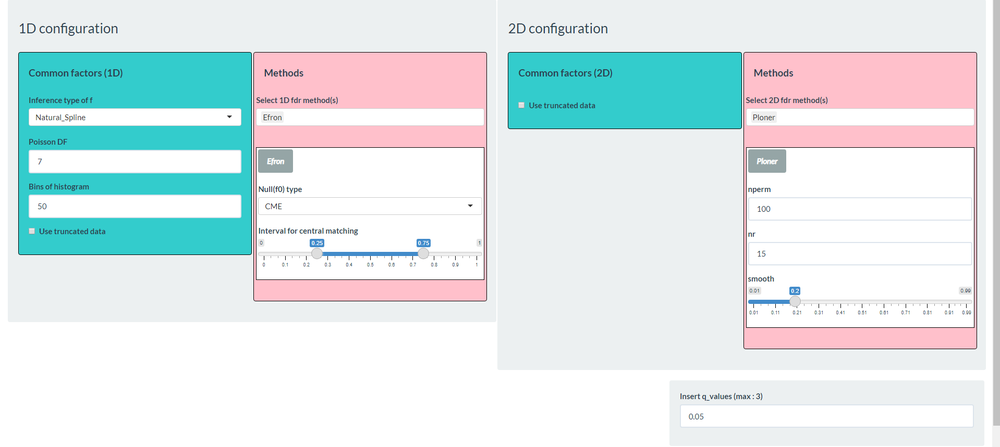 1D configuration
Common factors (1D)
Inference type of f
Natural_Spline
Poisson DF
7
Bins of histogram
50
Use truncated data
Methods
Select 1D fdr method(s)
Efron
Efron
Null(f0) type
CME
Interval for central matching
0 0.25 0.75 1
0 0.1 0.2 0.3 0.4 0.5 0.6 0.7 0.8 0.9 1
2D configuration
Common factors (2D)
Use truncated data
Methods
Select 2D fdr method(s)
Ploner
Ploner
nperm
100
nr
15
smooth
0.01 0.2 0.99
0.01 0.11 0.21 0.31 0.41 0.51 0.61 0.71 0.81 0.91 0.99
Insert q_values (max : 3)
0.05